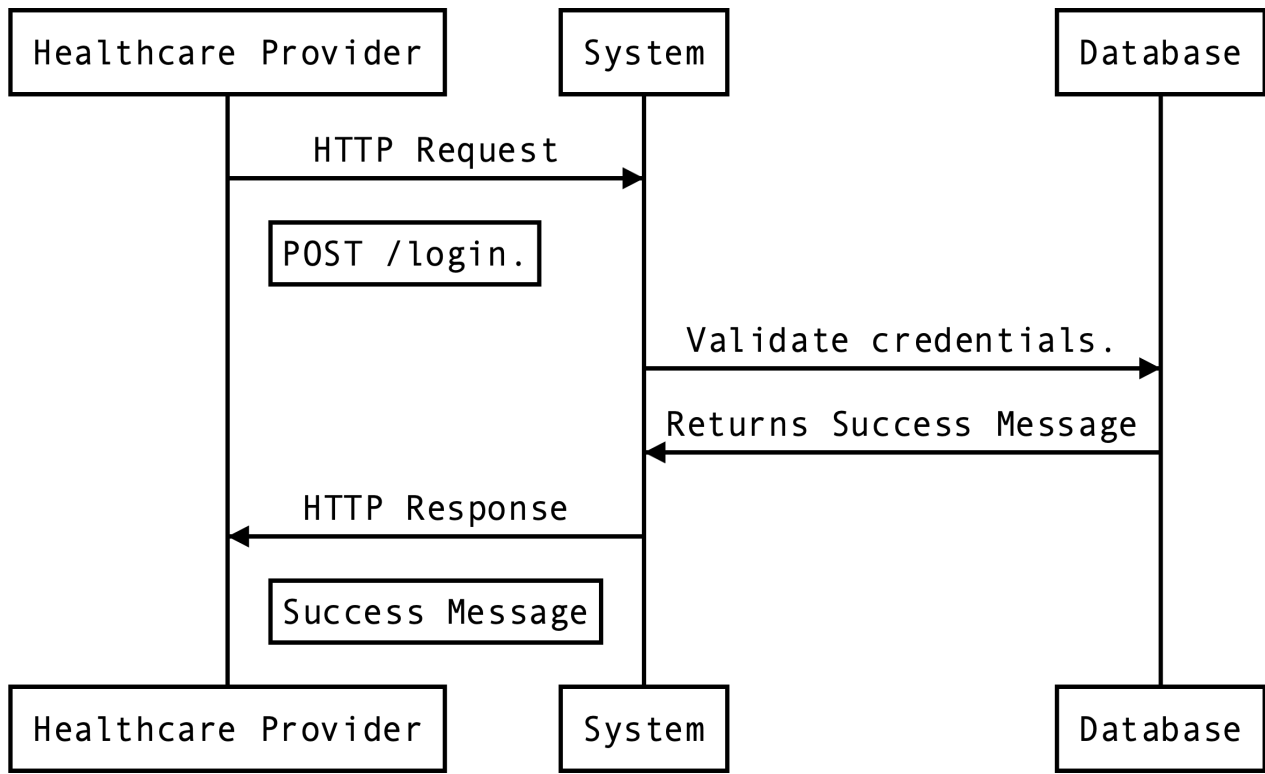 Healthcare Provider
System
Database
HTTP Request
POST /login.
Validate credentials.
Returns Success Message
HTTP Response
Success Message
Healthcare Provider
System
Database